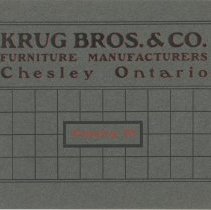 KRUG BROS. & CO.
FURNITURE MANUFACTURERS
Chesley Ontario